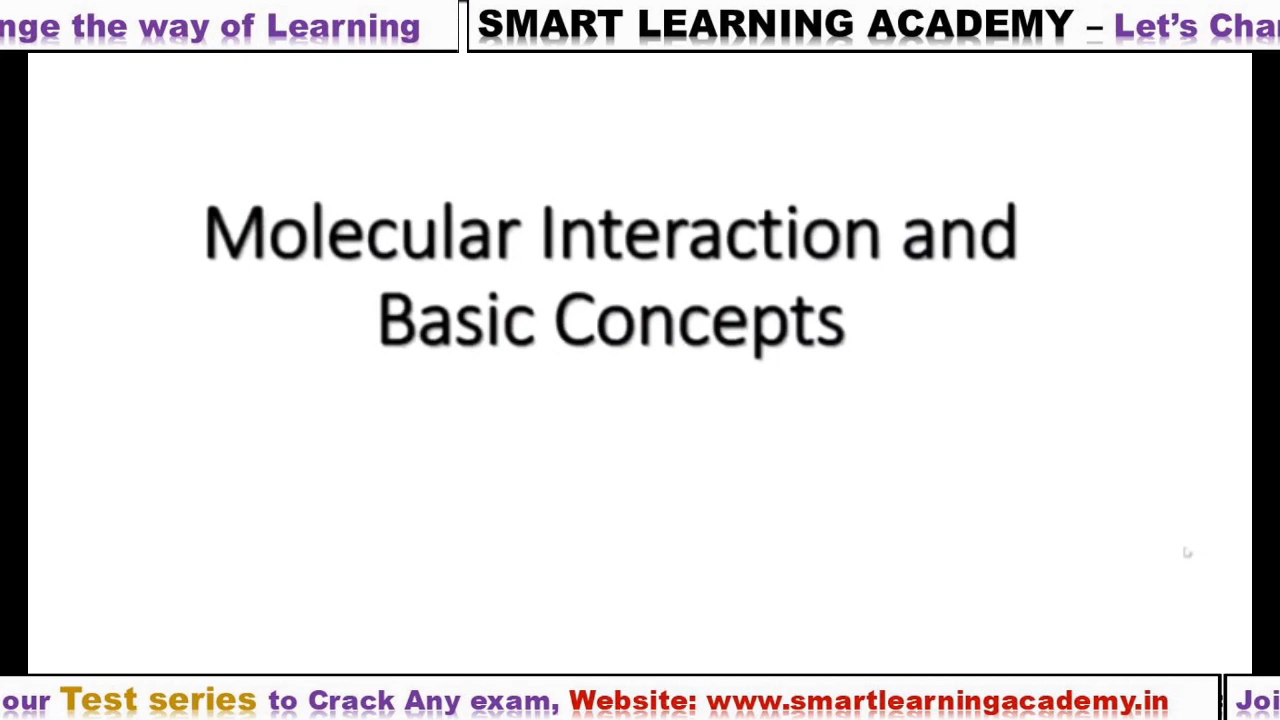 nge the way of Learning SMART LEARNING ACADEMY – Let’s Cha
Molecular Interaction and
Basic Concepts
our Test series to Crack Any exam, Website: www.smartlearningacademy.in Joi